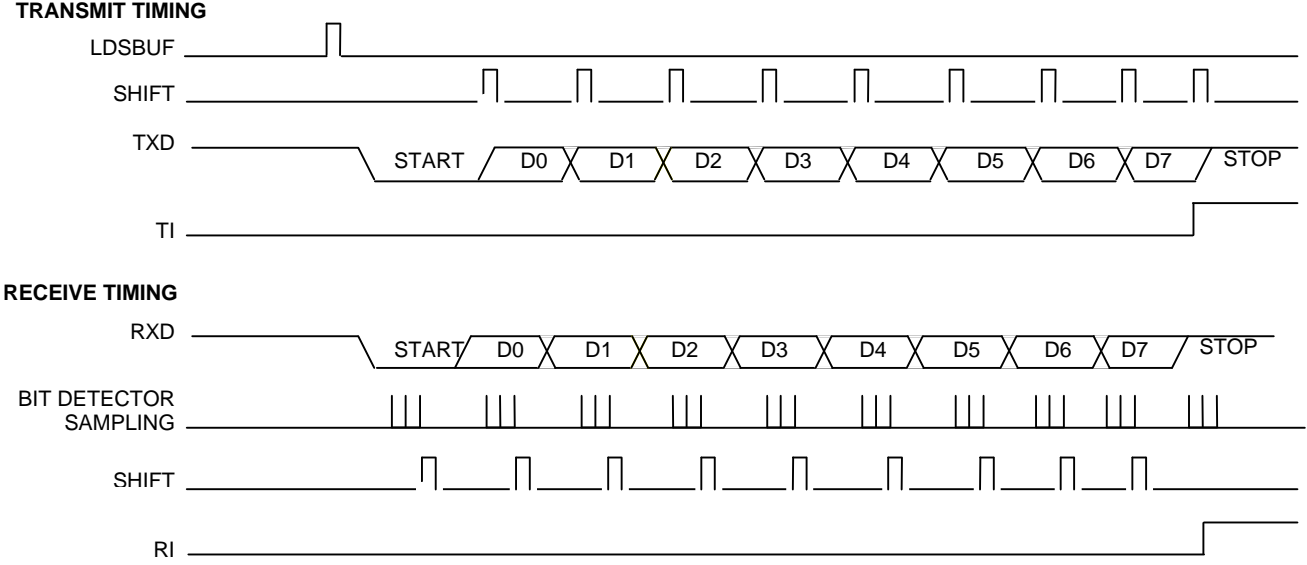 TRANSMIT TIMING
LDSBUF
SHIFT
TXD START D0 D1 D2 D3 D4 D5 D6 D7 STOP
TI
RECEIVE TIMING
RXD START D0 D1 D2 D3 D4 D5 D6 D7 STOP
BIT DETECTOR
SAMPLING
SHIFT
RI